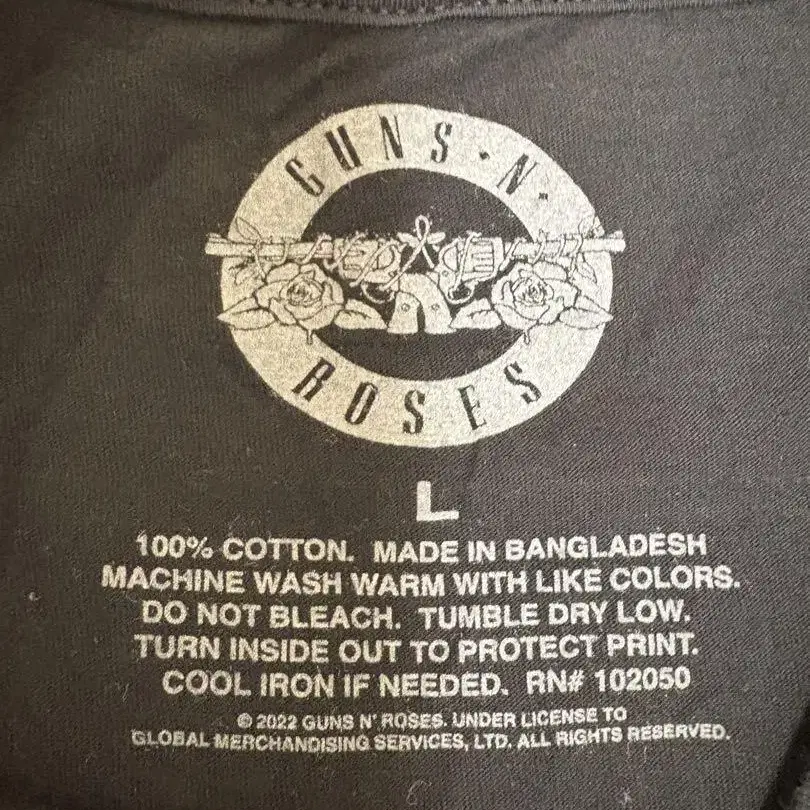 GUNS N'
ROSES
L
100% COTTON. MADE IN BANGLADESH
MACHINE WASH WARM WITH LIKE COLORS.
DO NOT BLEACH. TUMBLE DRY LOW.
TURN INSIDE OUT TO PROTECT PRINT.
COOL IRON IF NEEDED. RN# 102050
© 2022 GUNS N' ROSES. UNDER LICENSE TO
GLOBAL MERCHANDISING SERVICES, LTD. ALL RIGHTS RESERVED.